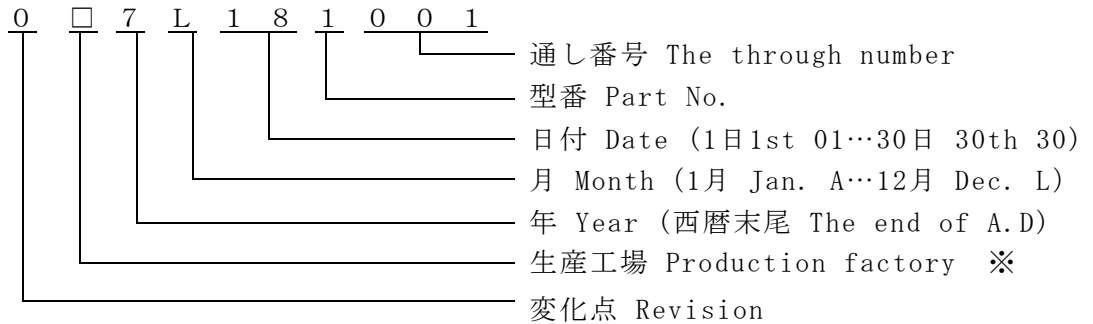 ０ □ ７ Ｌ １ ８ １ ０ ０ １
通し番号 The through number
型番 Part No.
日付 Date (1日1st 01…30日 30th 30)
月 Month (1月 Jan. A…12月 Dec. L)
年 Year (西暦末尾 The end of A.D)
生産工場 Production factory ※
変化点 Revision